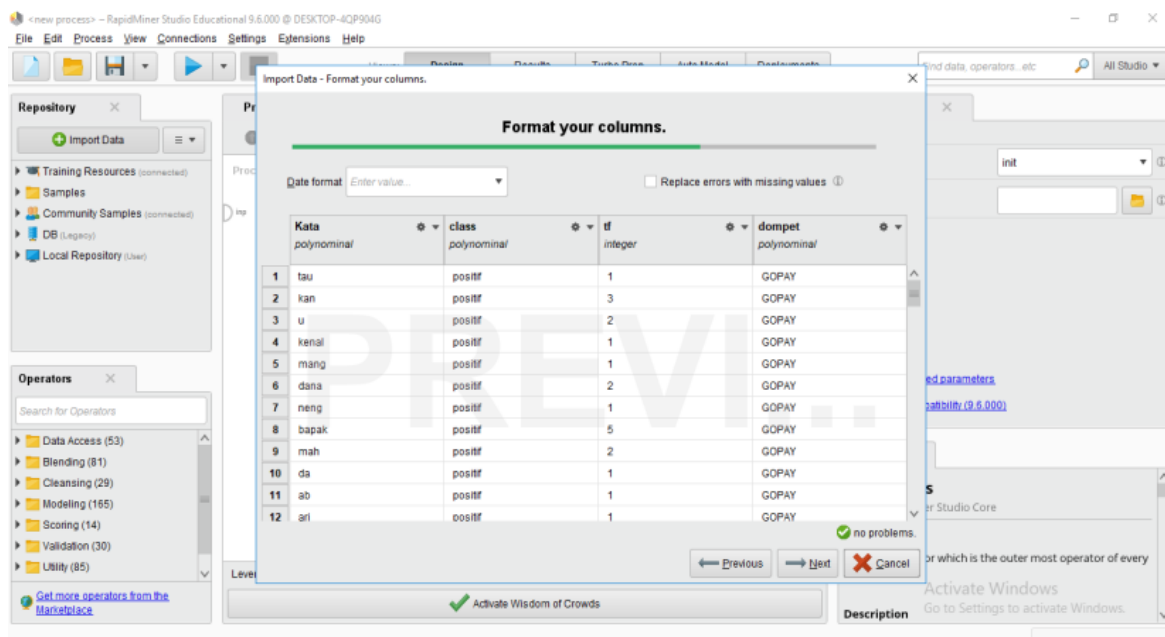 <new process> – RapidMiner Studio Educational 9.6.000 @ DESKTOP-4QP904G
File Edit Process View Connections Settings Extensions Help
Find data, operators...etc All Studio
Import Data - Format your columns.
Repository
Import Data
Training Resources (connected)
Samples
Community Samples (connected)
DB (Legacy)
Local Repository (User)
Operators
Search for Operators
Data Access (53)
Blending (81)
Cleansing (29)
Modeling (165)
Scoring (14)
Validation (30)
Utility (85)
Get more operators from the
Marketplace
Format your columns.
Date format Enter value... Replace errors with missing values
Kata class tf dompet
polynominal polynominal integer polynominal
1 tau positif 1 GOPAY
2 kan positif 3 GOPAY
3 u positif 2 GOPAY
4 kenal positif 1 GOPAY
5 mang positif 1 GOPAY
6 dana positif 2 GOPAY
7 neng positif 1 GOPAY
8 bapak positif 5 GOPAY
9 mah positif 2 GOPAY
10 da positif 1 GOPAY
11 ab positif 1 GOPAY
12 ari positif 1 GOPAY
PREVI...
no problems.
Previous Next Cancel
Activate Wisdom of Crowds
init
ed parameters
patibility (9.6.000)
er Studio Core
or which is the outer most operator of every
Activate Windows
Go to Settings to activate Windows.
Description